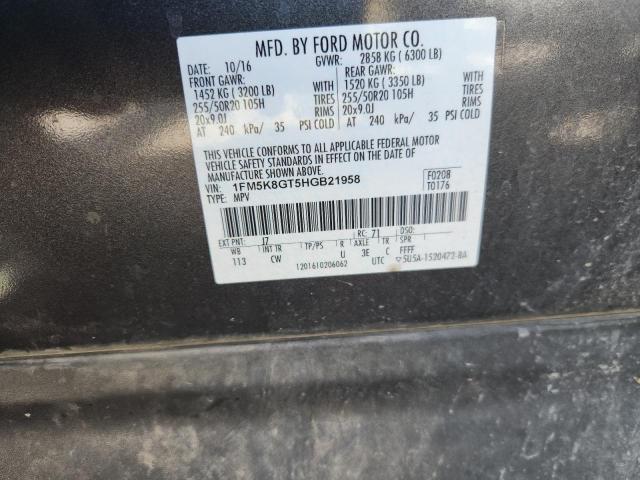 MFD. BY FORD MOTOR CO.
DATE: 10/16 GVWR: 2858 KG ( 6300 LB)
FRONT GAWR: REAR GAWR:
1452 KG ( 3200 LB) 1520 KG ( 3350 LB)
255/50R20 105H TIRES 255/50R20 105H TIRES
20x9.0J RIMS 20x9.0J RIMS
AT 240 kPa/ 35 PSI COLD AT 240 kPa/ 35 PSI COLD
THIS VEHICLE CONFORMS TO ALL APPLICABLE FEDERAL MOTOR
VEHICLE SAFETY STANDARDS IN EFFECT ON THE DATE OF
MANUFACTURE SHOWN ABOVE.
VIN: 1FM5K8GT5HGB21958 F0208
TYPE: MPV T0176
EXT PNT: J7 RC: 71 DSO:
WB INT TR TP/PS R AXLE TR SPR
113 CW U 3E C FFFF
1201610206062 UTC ▽5U5A-1520472-BA